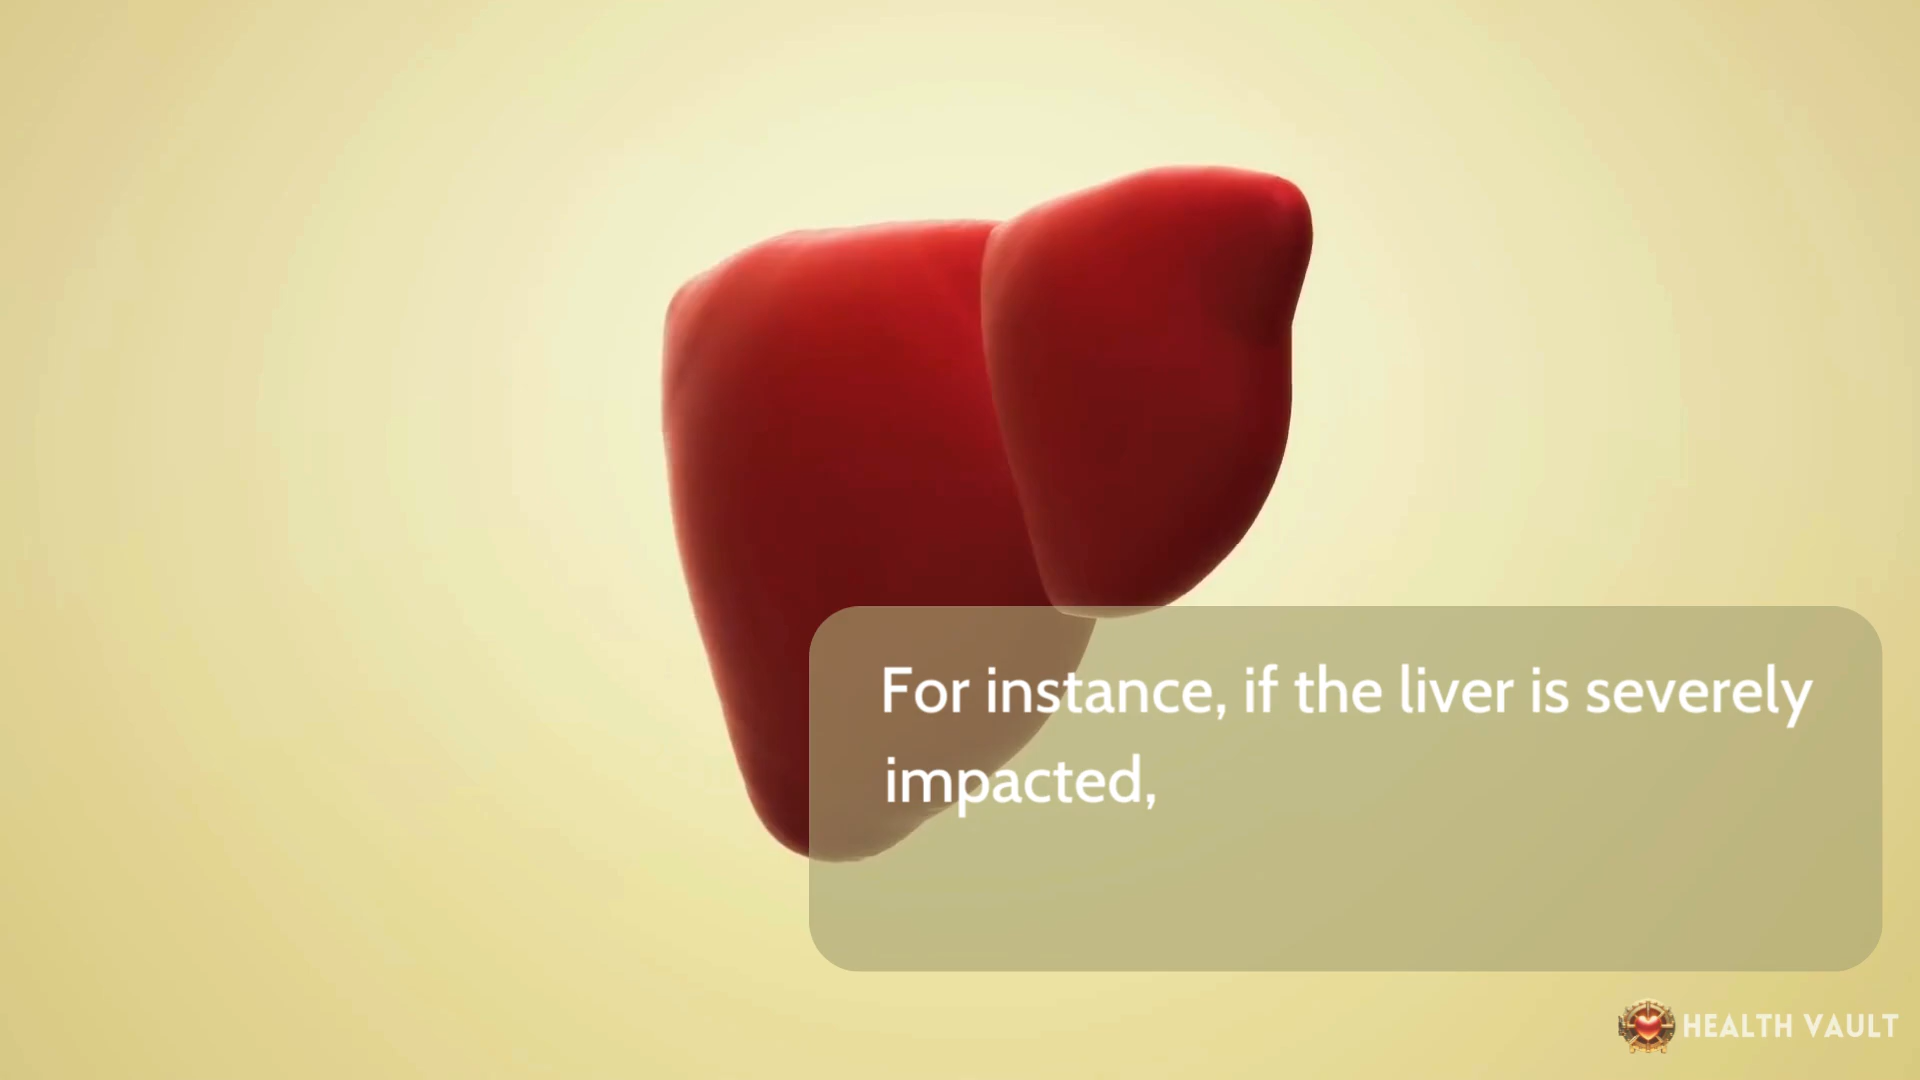 For instance, if the liver is severely
impacted,
HEALTH VAULT